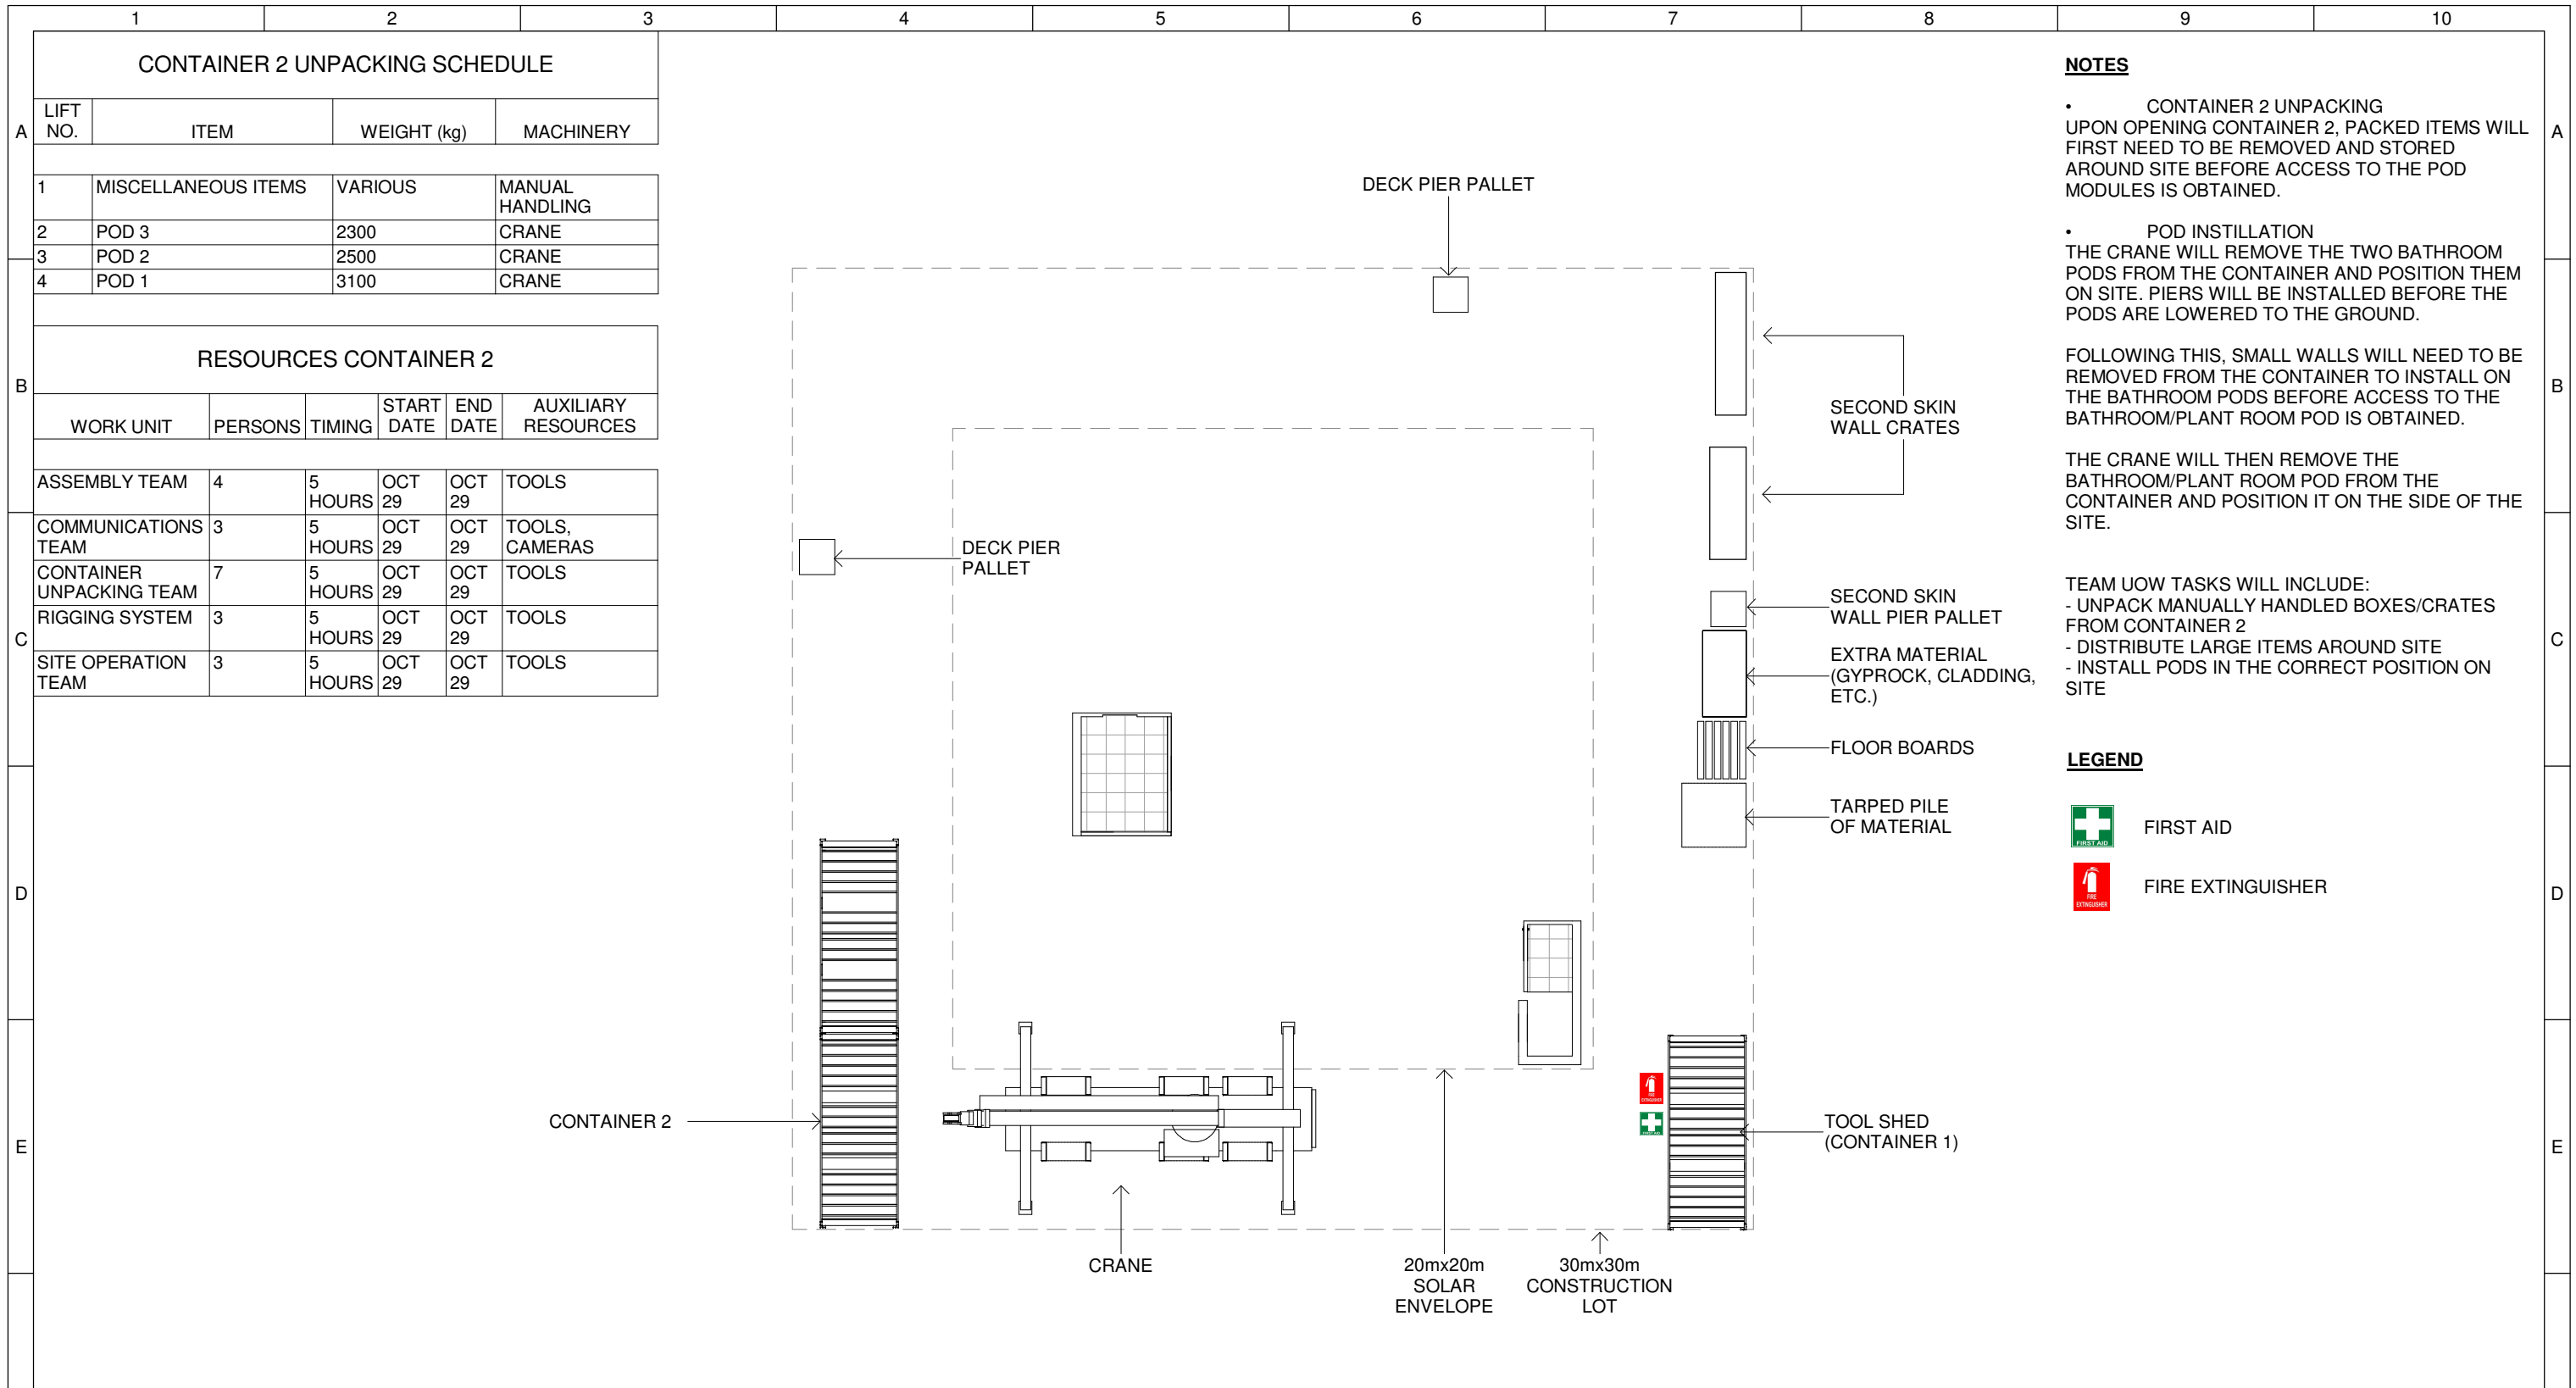 1 2 3 4 5 6 7 8 9 10
CONTAINER 2 UNPACKING SCHEDULE
LIFT
NO. ITEM WEIGHT (kg) MACHINERY
1 MISCELLANEOUS ITEMS VARIOUS MANUAL
HANDLING
2 POD 3 2300 CRANE
3 POD 2 2500 CRANE
4 POD 1 3100 CRANE
RESOURCES CONTAINER 2
WORK UNIT PERSONS TIMING START
DATE END
DATE AUXILIARY
RESOURCES
ASSEMBLY TEAM 4 5
HOURS OCT
29 OCT
29 TOOLS
COMMUNICATIONS
TEAM 3 5
HOURS OCT
29 OCT
29 TOOLS,
CAMERAS
CONTAINER
UNPACKING TEAM 7 5
HOURS OCT
29 OCT
29 TOOLS
RIGGING SYSTEM 3 5
HOURS OCT
29 OCT
29 TOOLS
SITE OPERATION
TEAM 3 5
HOURS OCT
29 OCT
29 TOOLS
A
B
C
D
E
DECK PIER PALLET
DECK PIER
PALLET
SECOND SKIN
WALL CRATES
SECOND SKIN
WALL PIER PALLET
EXTRA MATERIAL
(GYPROCK, CLADDING,
ETC.)
FLOOR BOARDS
TARPED PILE
OF MATERIAL
CONTAINER 2
FIRE
EXTINGUISHER
FIRST AID
TOOL SHED
(CONTAINER 1)
CRANE
20mx20m
SOLAR
ENVELOPE
30mx30m
CONSTRUCTION
LOT
NOTES
• CONTAINER 2 UNPACKING
UPON OPENING CONTAINER 2, PACKED ITEMS WILL
FIRST NEED TO BE REMOVED AND STORED
AROUND SITE BEFORE ACCESS TO THE POD
MODULES IS OBTAINED.
• POD INSTILLATION
THE CRANE WILL REMOVE THE TWO BATHROOM
PODS FROM THE CONTAINER AND POSITION THEM
ON SITE. PIERS WILL BE INSTALLED BEFORE THE
PODS ARE LOWERED TO THE GROUND.
FOLLOWING THIS, SMALL WALLS WILL NEED TO BE
REMOVED FROM THE CONTAINER TO INSTALL ON
THE BATHROOM PODS BEFORE ACCESS TO THE
BATHROOM/PLANT ROOM POD IS OBTAINED.
THE CRANE WILL THEN REMOVE THE
BATHROOM/PLANT ROOM POD FROM THE
CONTAINER AND POSITION IT ON THE SIDE OF THE
SITE.
TEAM UOW TASKS WILL INCLUDE:
- UNPACK MANUALLY HANDLED BOXES/CRATES
FROM CONTAINER 2
- DISTRIBUTE LARGE ITEMS AROUND SITE
- INSTALL PODS IN THE CORRECT POSITION ON
SITE
LEGEND
FIRST AID
FIRST AID
FIRE
EXTINGUISHER
FIRE EXTINGUISHER
A
B
C
D
E